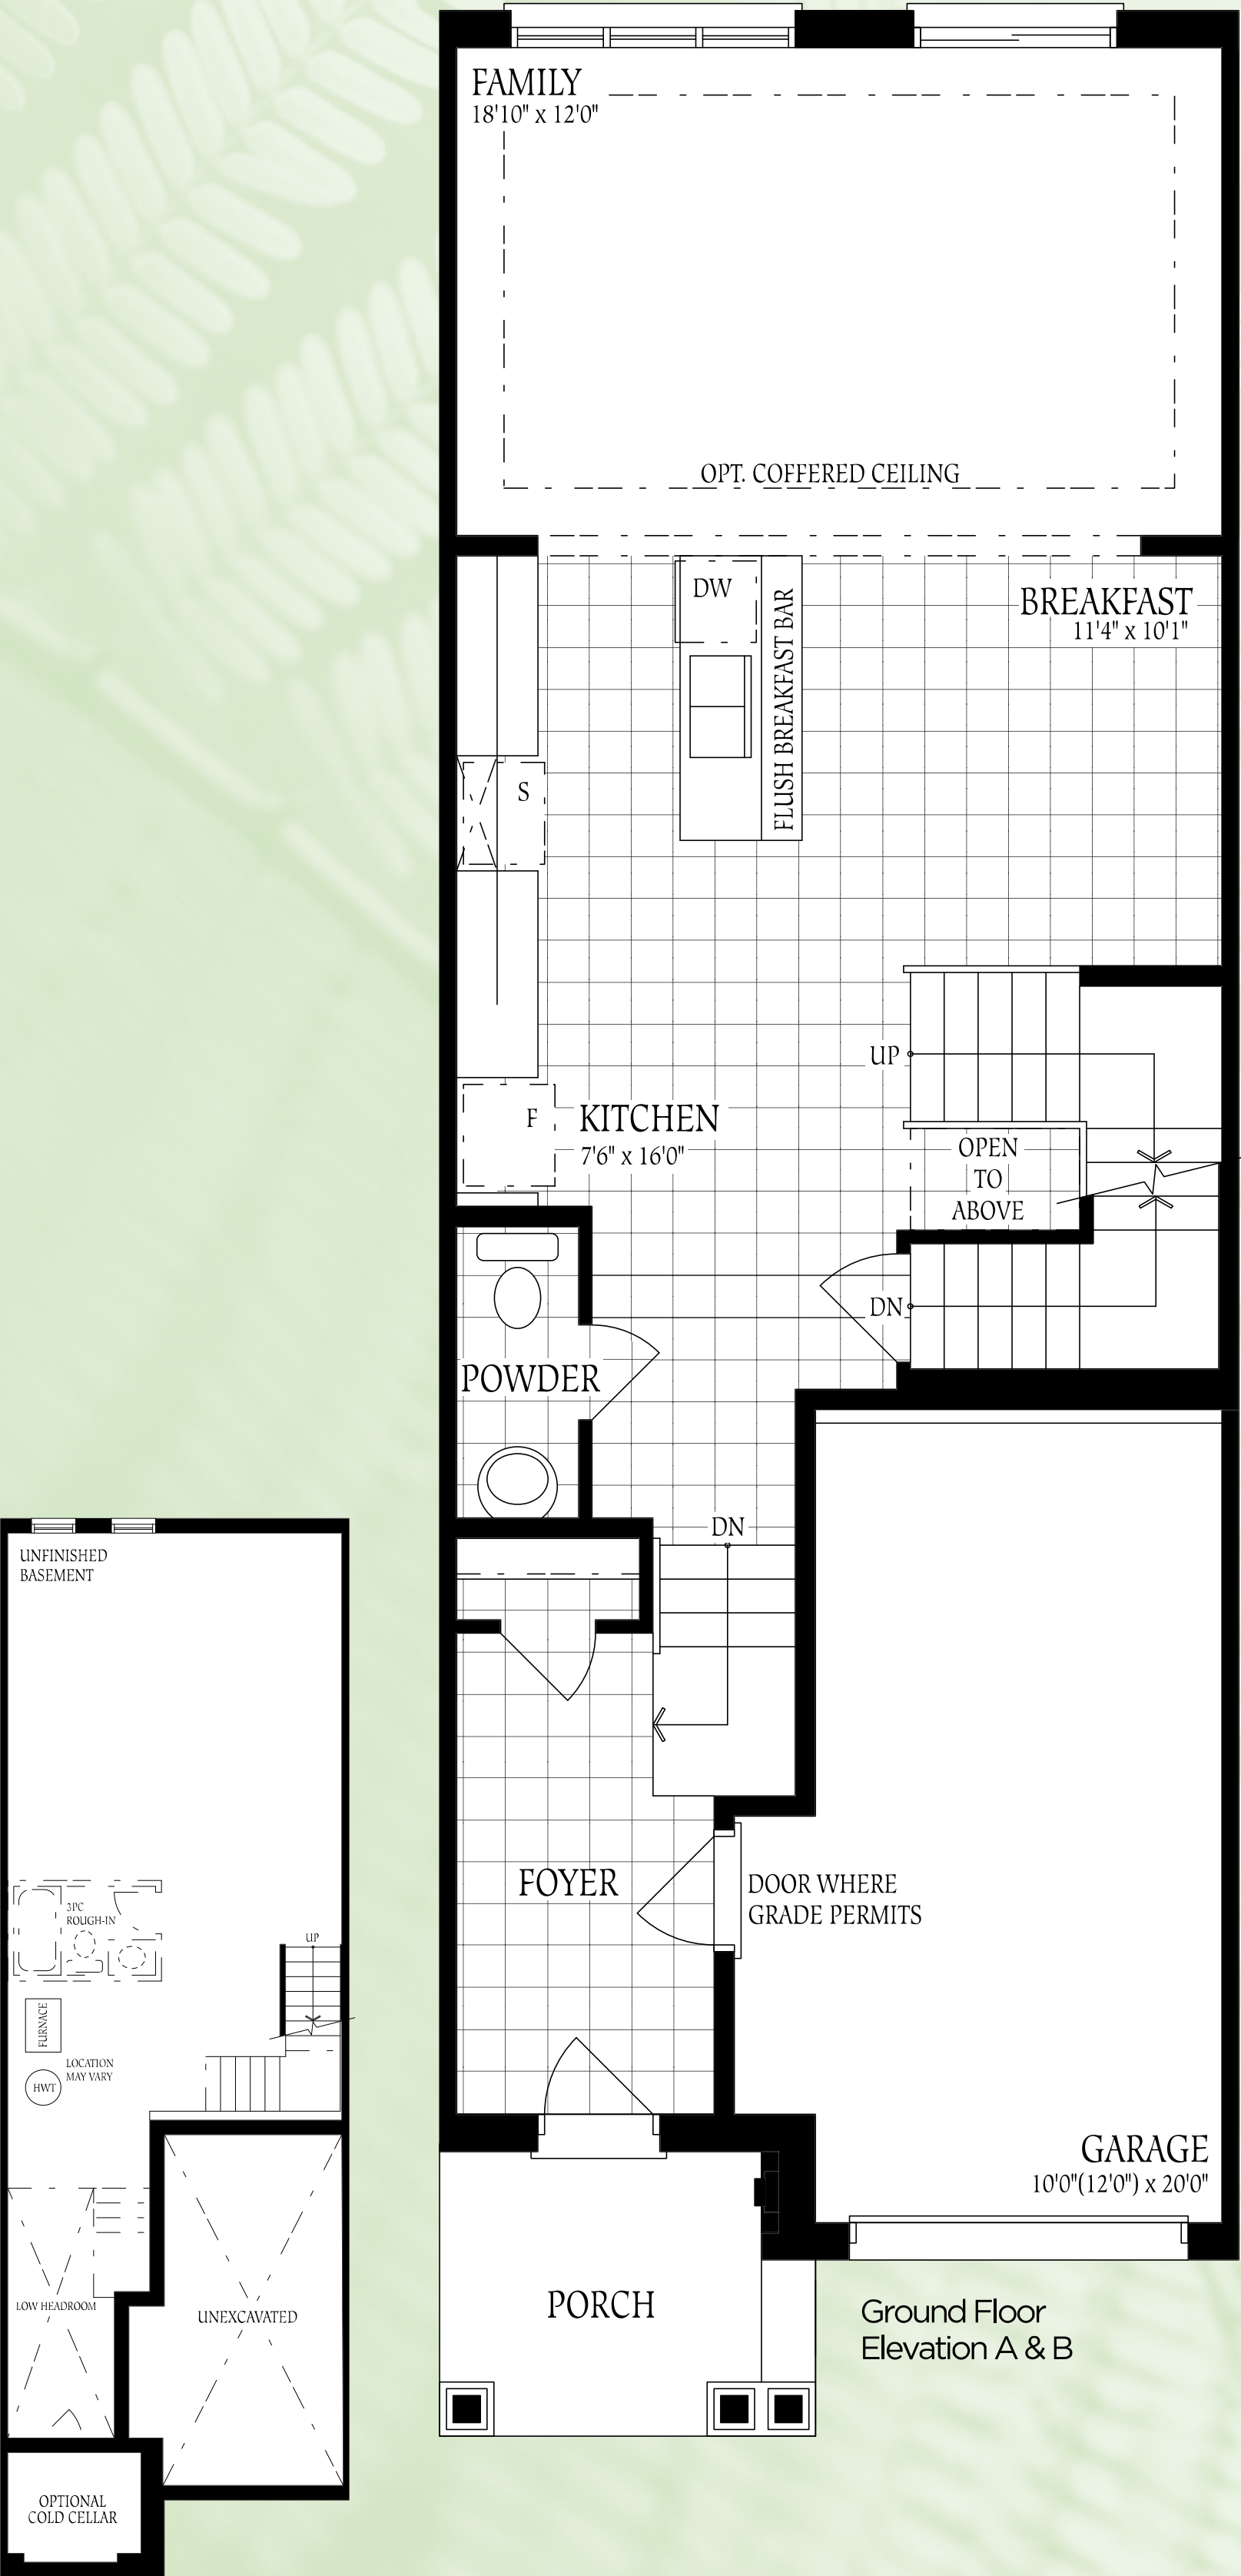 FAMILY
18'10" x 12'0"
OPT. COFFERED CEILING
DW
FLUSH BREAKFAST BAR
BREAKFAST
11'4" x 10'1"
S
UP
F
KITCHEN
7'6" x 16'0"
OPEN
TO
ABOVE
DN
POWDER
DN
FOYER
DOOR WHERE
GRADE PERMITS
GARAGE
10'0"(12'0") x 20'0"
PORCH
Ground Floor
Elevation A & B
UNFINISHED
BASEMENT
3PC
ROUGH-IN
UP
FURNACE
LOCATION
MAY VARY
HWT
LOW HEADROOM
UNEXCAVATED
OPTIONAL
COLD CELLAR